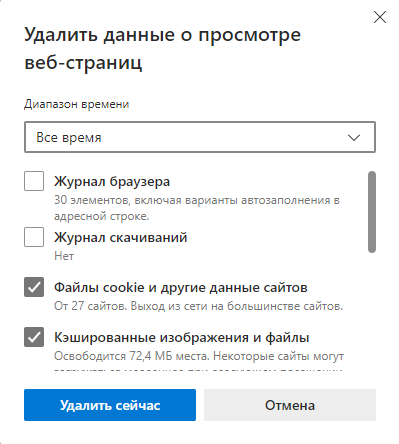 Удалить данные о просмотре
веб-страниц
Диапазон времени
Все время
Журнал браузера
30 элементов, включая варианты автозаполнения в
адресной строке.
Журнал скачиваний
Нет
Файлы cookie и другие данные сайтов
От 27 сайтов. Выход из сети на большинстве сайтов.
Кэшированные изображения и файлы
Освободится 72,4 МБ места. Некоторые сайты могут
Удалить сейчас
Отмена